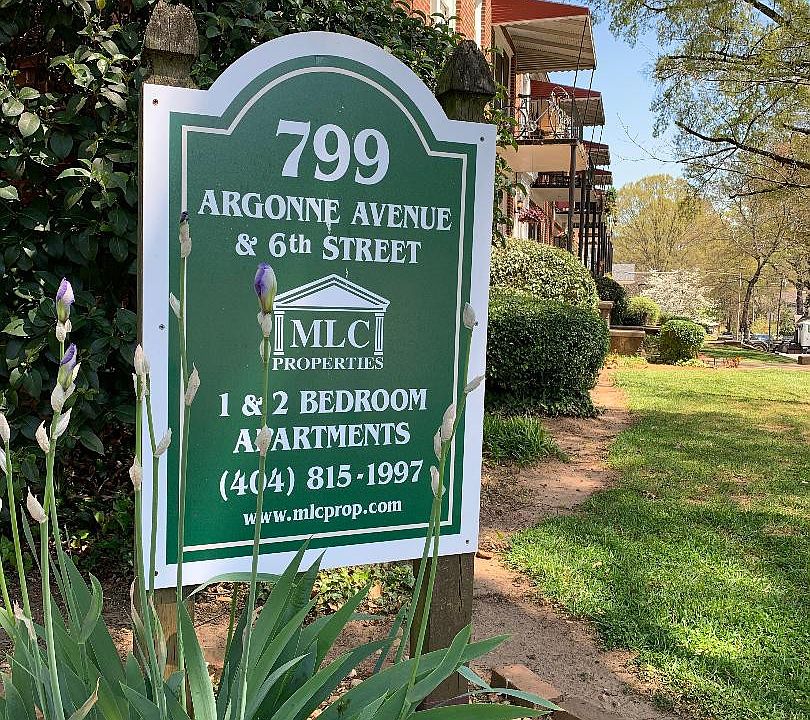 799
ARGONNE AVENUE
& 6th STREET
MLC
PROPERTIES
1 & 2 BEDROOM
APARTMENTS
(404) 815-1997
www.mlcprop.com